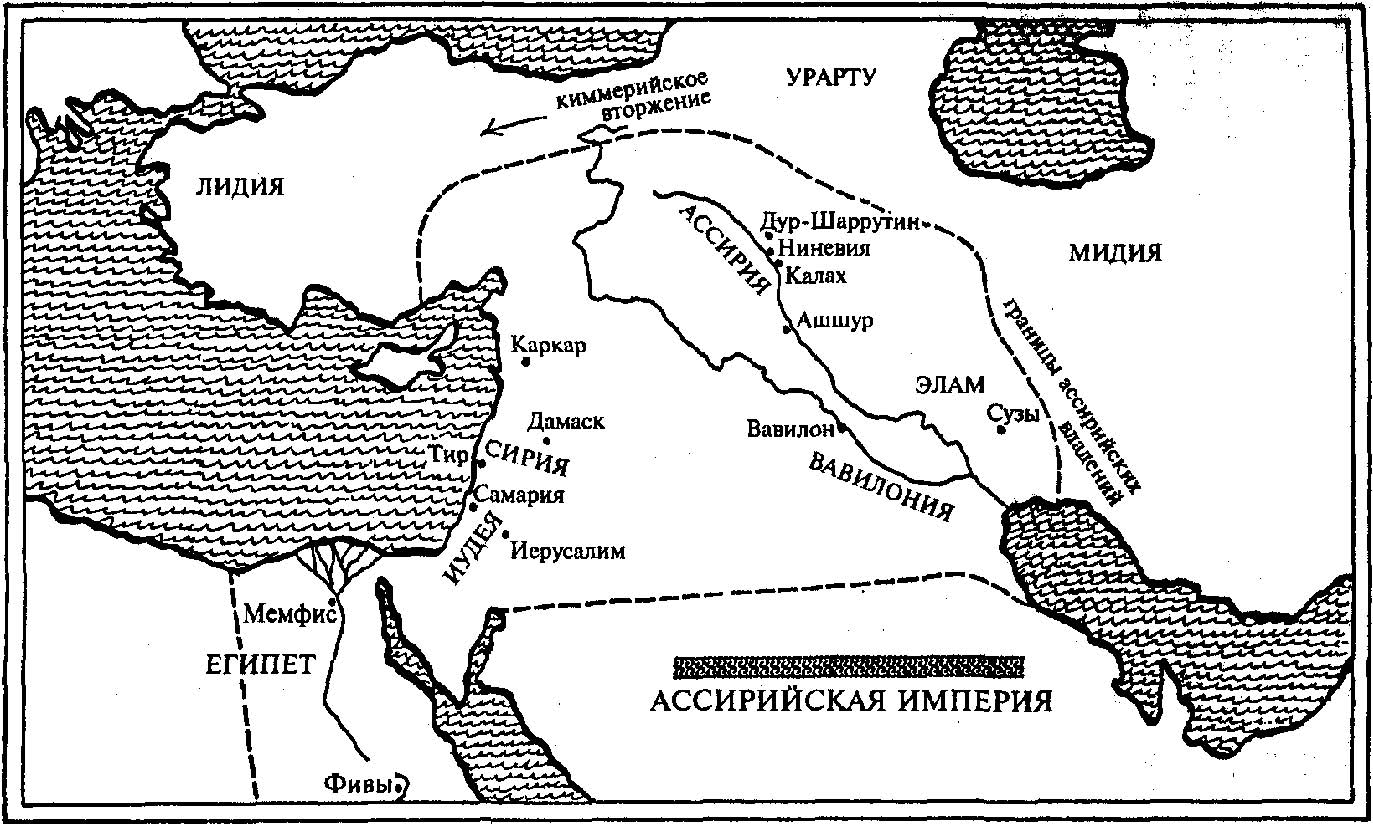 УРАРТУ
киммерийское
вторжение
ЛИДИЯ
АССИРИЯ
Дур-Шаррутин
Ниневия
Калах
МИДИЯ
Ашшур
границы ассирийских
владений
Каркар
ЭЛАМ
Сузы
Дамаск
Вавилон
Тир
СИРИЯ
ВАВИЛОНИЯ
Самария
ИУДЕЯ
Иерусалим
Мемфис
ЕГИПЕТ
АССИРИЙСКАЯ ИМПЕРИЯ
Фивы